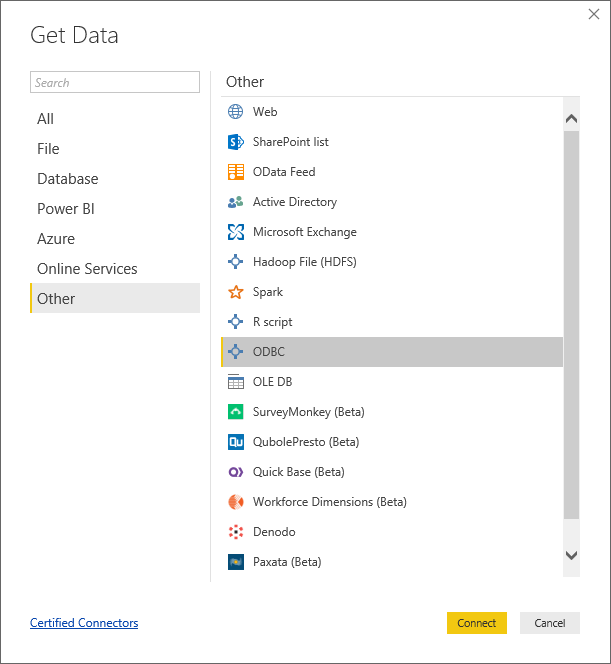 Get Data
Search
All
File
Database
Power BI
Azure
Online Services
Other
Other
Web
SharePoint list
OData Feed
Active Directory
Microsoft Exchange
Hadoop File (HDFS)
Spark
R script
ODBC
OLE DB
SurveyMonkey (Beta)
QubolePresto (Beta)
Quick Base (Beta)
Workforce Dimensions (Beta)
Denodo
Paxata (Beta)
Certified Connectors
Connect
Cancel